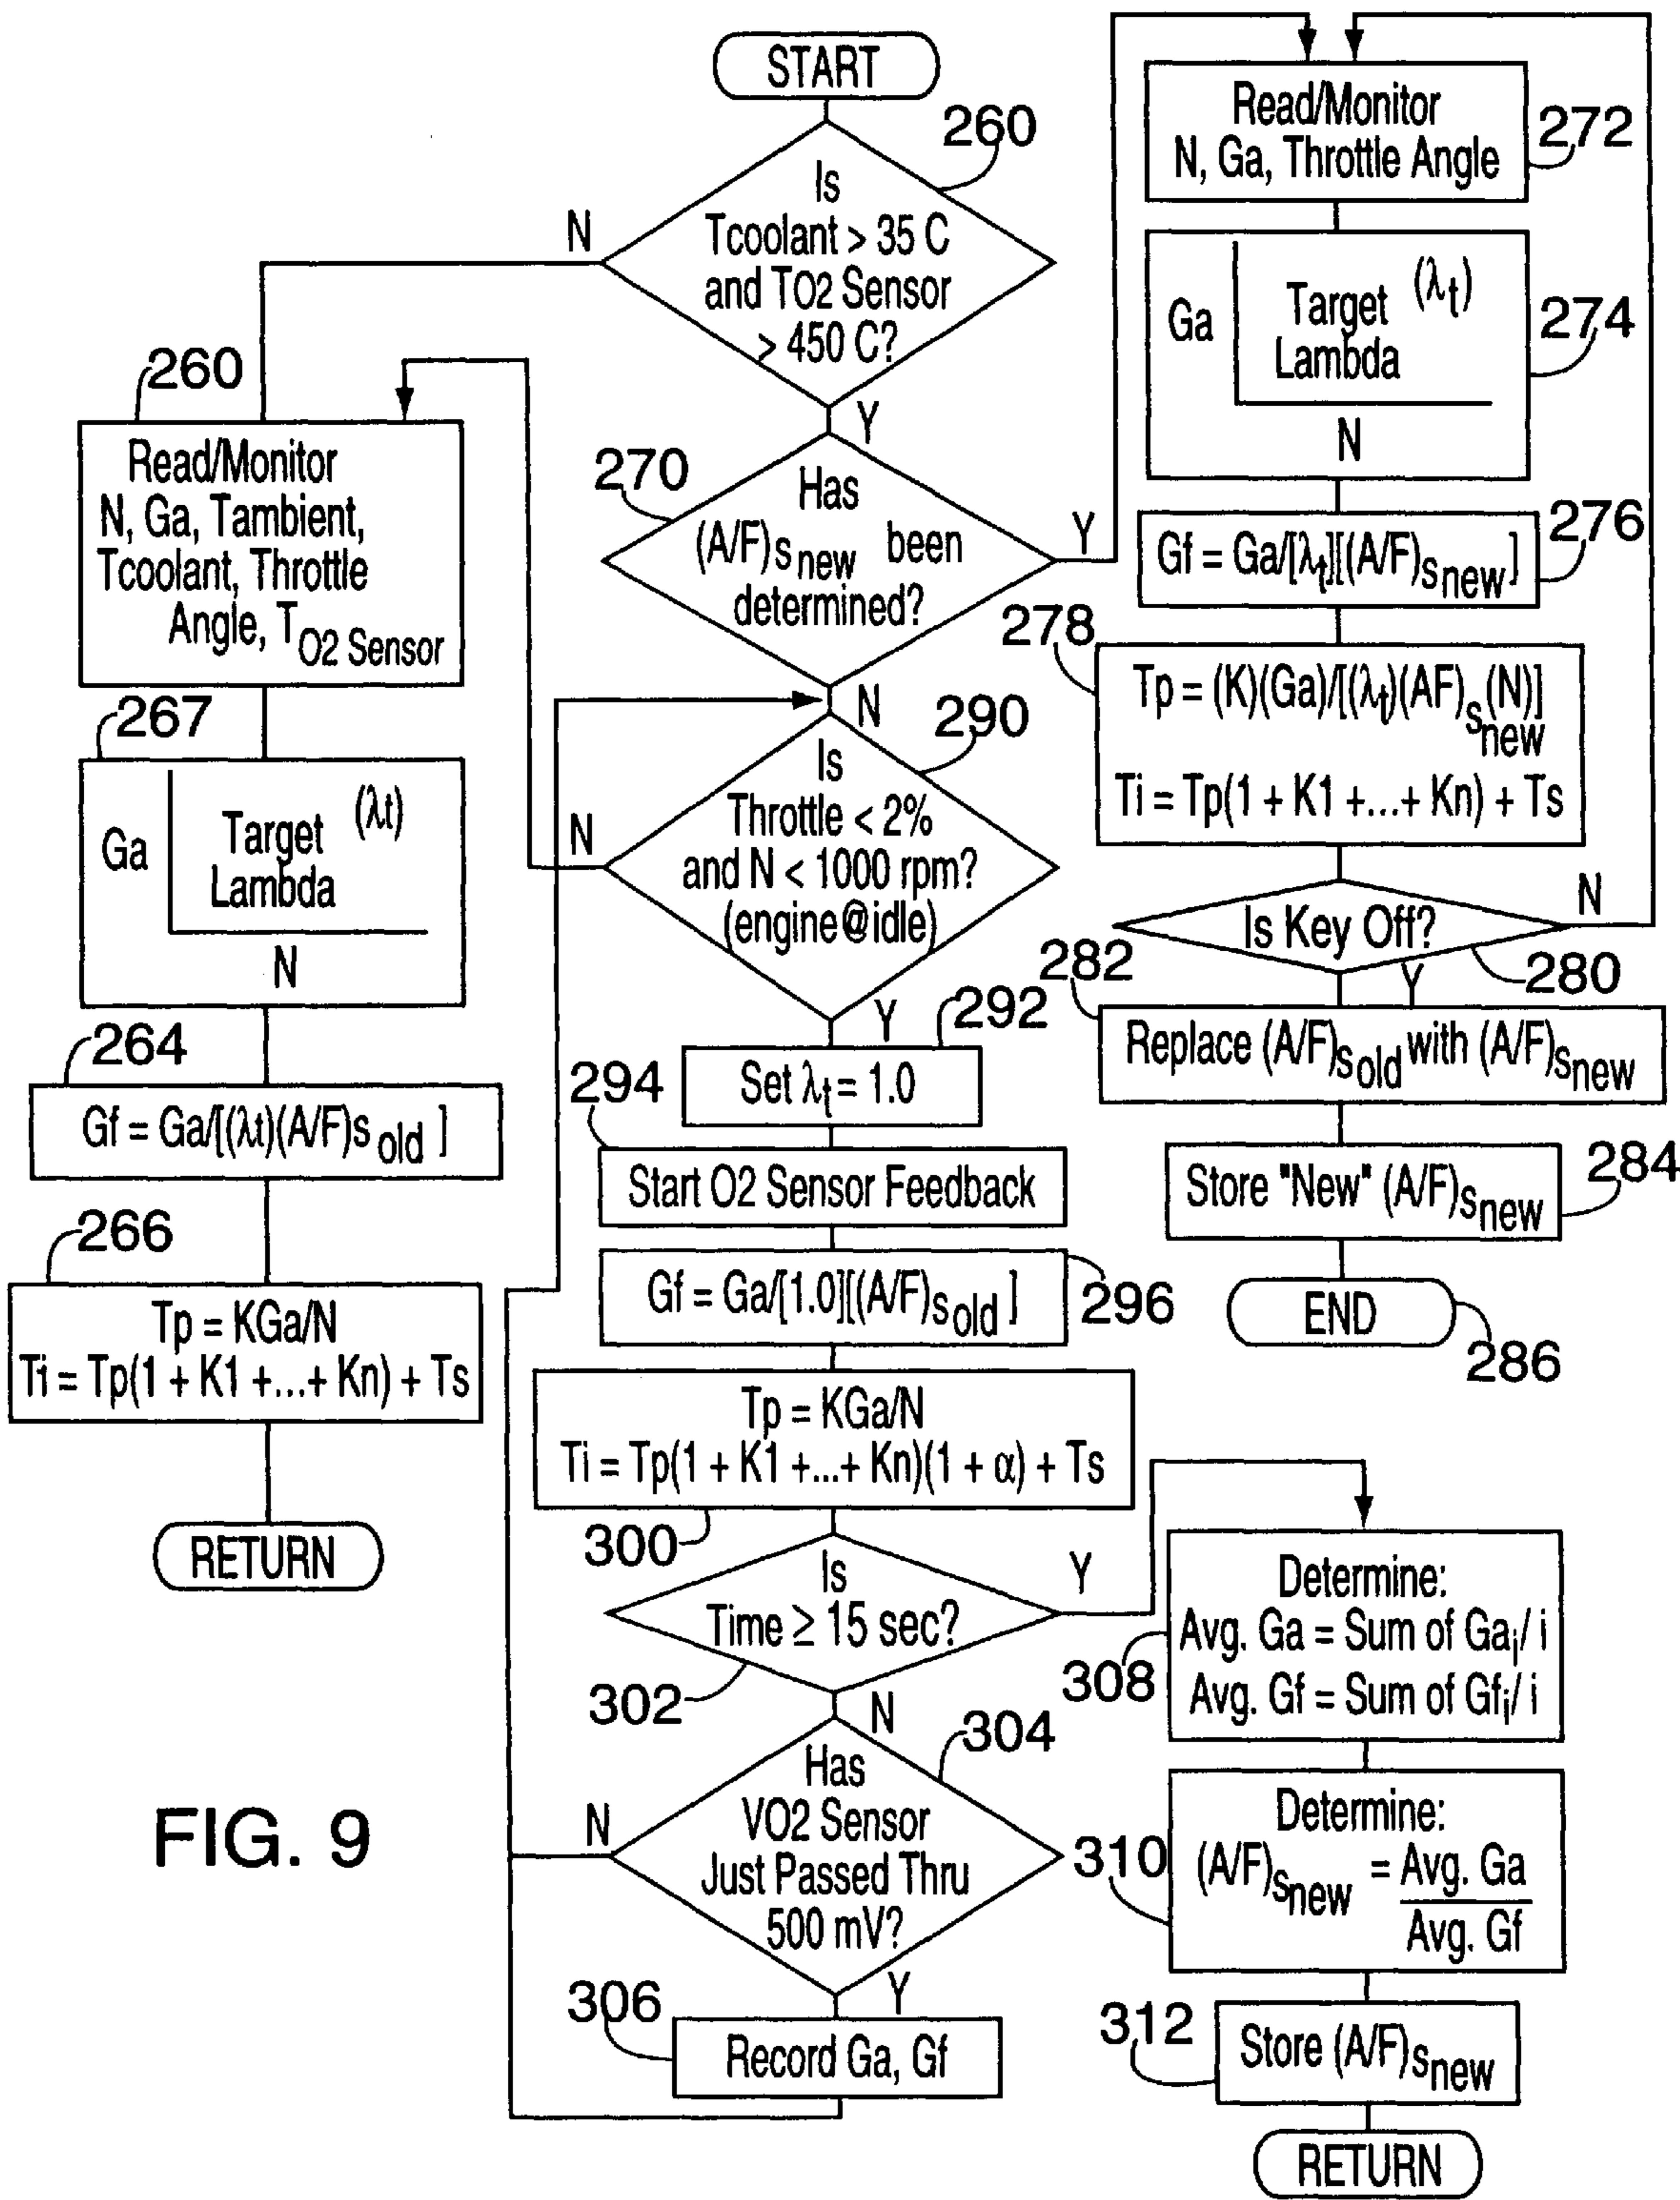 START
260
Is
Tcoolant > 35 C
and TO2 Sensor
> 450 C?
N
Y
260
Read/Monitor
N, Ga, Tambient,
Tcoolant, Throttle
Angle, T O2 Sensor
267
Ga
Target (λt)
Lambda
N
264
Gf = Ga/[(λt)(A/F)s old ]
266
Tp = KGa/N
Ti = Tp(1 + K1 +...+ Kn) + Ts
RETURN
270
Has
(A/F)s new been
determined?
Y
N
290
Is
Throttle < 2%
and N < 1000 rpm?
(engine@idle)
N
Y
292
Set λt = 1.0
294
Start O2 Sensor Feedback
Gf = Ga/[1.0][(A/F)s old ]
296
Tp = KGa/N
Ti = Tp(1 + K1 +...+ Kn)(1 + α) + Ts
300
Is
Time ≥ 15 sec?
Y
302
N
304
Has
VO2 Sensor
Just Passed Thru
500 mV?
N
Y
306
Record Ga, Gf
Read/Monitor
N, Ga, Throttle Angle
272
Ga
Target (λt)
Lambda
N
274
Gf = Ga/[λt][(A/F)s new ]
276
278
Tp = (K)(Ga)/[(λt)(AF)s new (N)]
Ti = Tp(1 + K1 +...+ Kn) + Ts
Is Key Off?
N
280
Y
282
Replace (A/F)s old with (A/F)s new
Store "New" (A/F)s new
284
END
286
Determine:
Avg. Ga = Sum of Gai / i
Avg. Gf = Sum of Gfi / i
308
Determine:
(A/F)s new = Avg. Ga
Avg. Gf
310
312
Store (A/F)s new
RETURN
FIG. 9